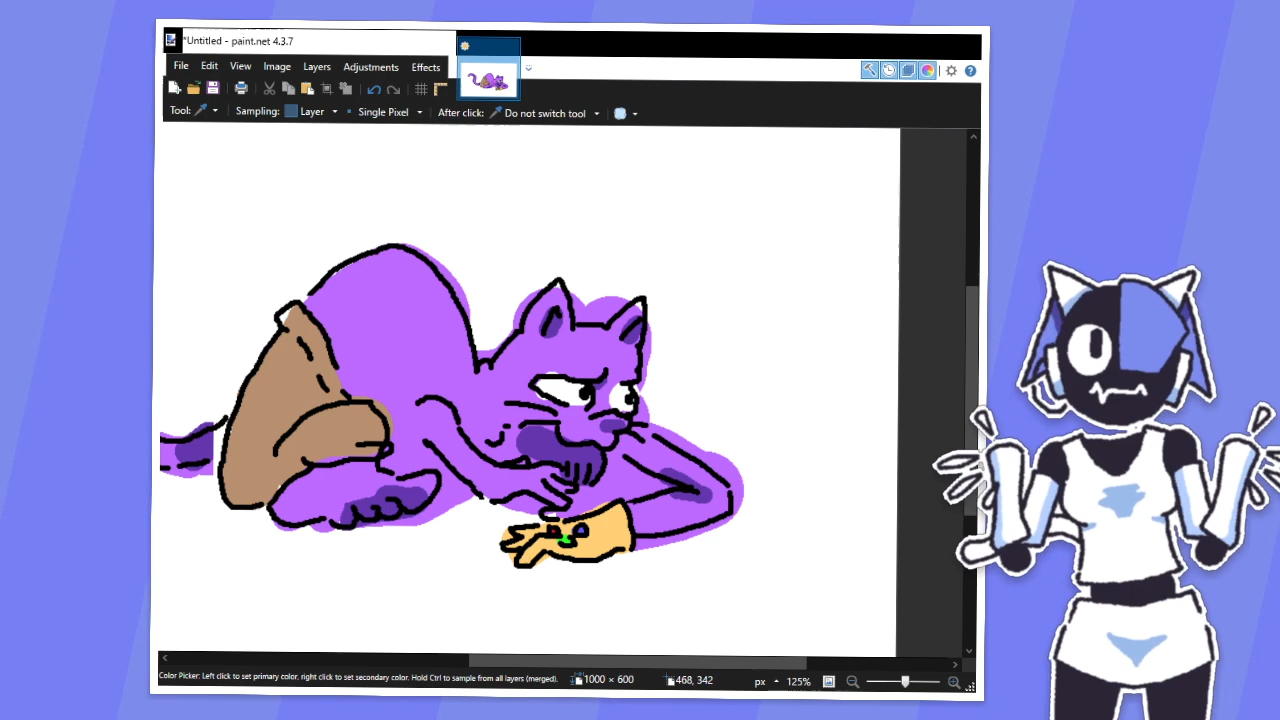 *Untitled - paint.net 4.3.7
File Edit View Image Layers Adjustments Effects
Tool: Sampling: Layer Single Pixel After click: Do not switch tool
Color Picker: Left click to set primary color, right click to set secondary color. Hold Ctrl to sample from all layers (merged). 1000 × 600 468, 342 px 125%